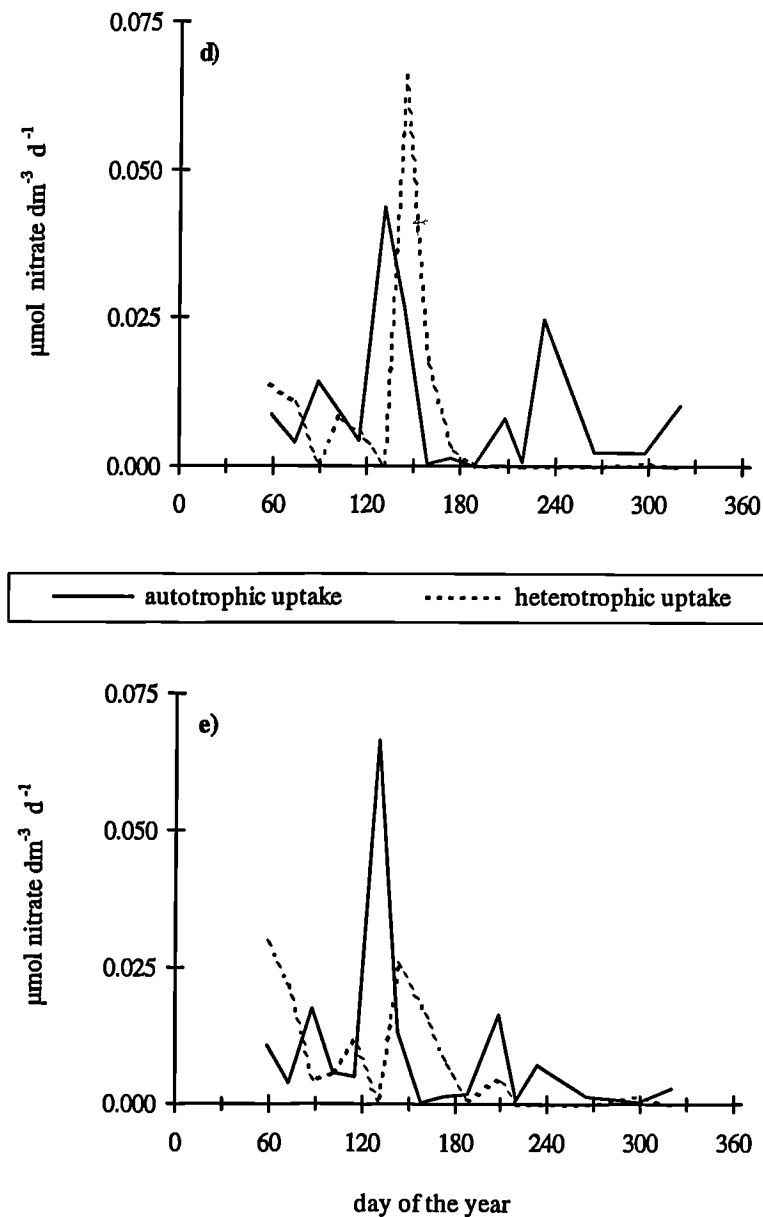 0.075
d)
0.050
0.025
0.000
µmol nitrate dm⁻³ d⁻¹
0 60 120 180 240 300 360
autotrophic uptake heterotrophic uptake
0.075
e)
0.050
0.025
0.000
µmol nitrate dm⁻³ d⁻¹
0 60 120 180 240 300 360
day of the year